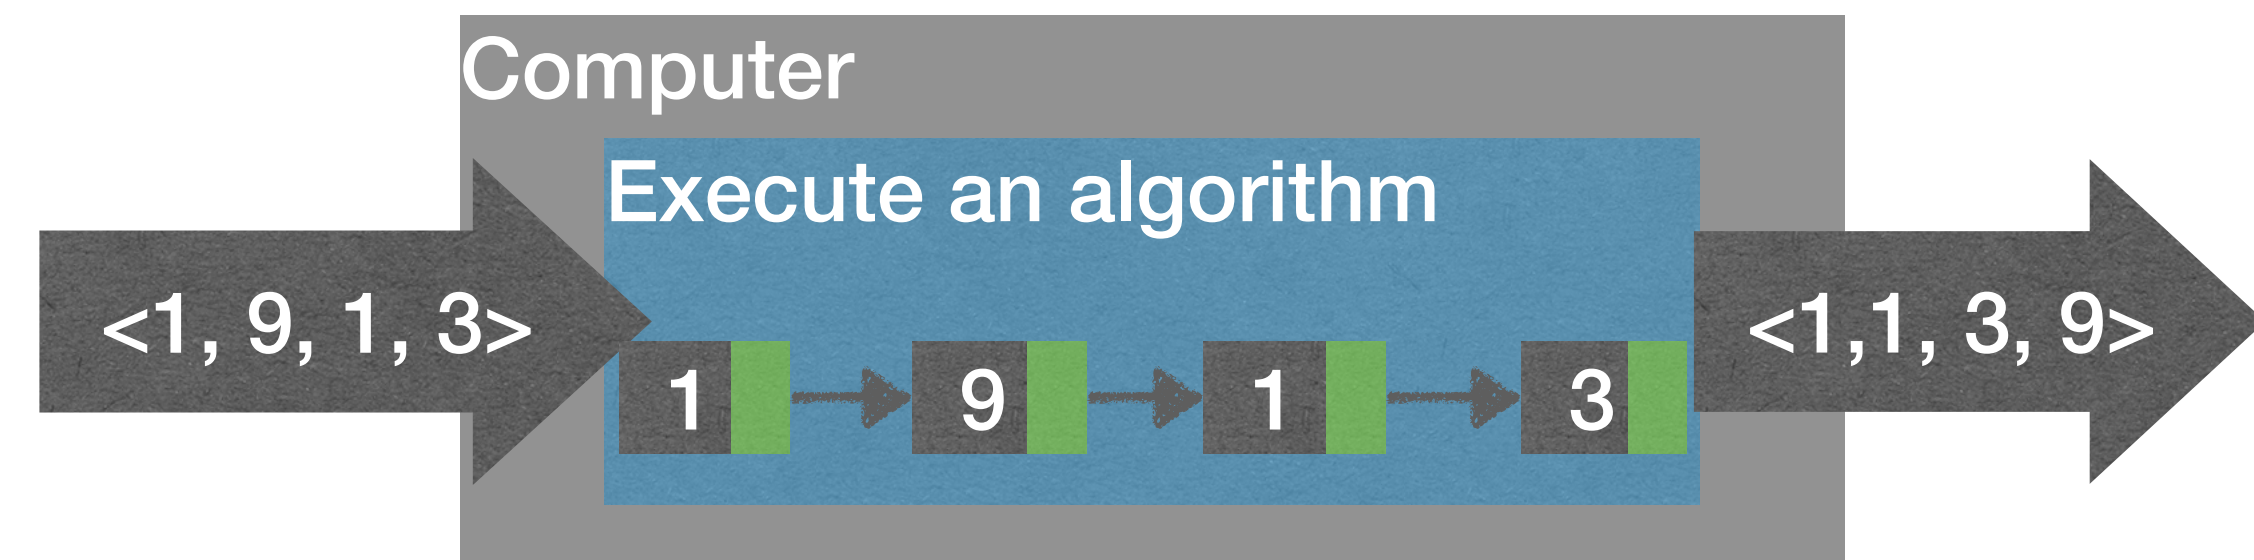 Computer
Execute an algorithm
<1, 9, 1, 3>
<1,1, 3, 9>
1 9 1 3